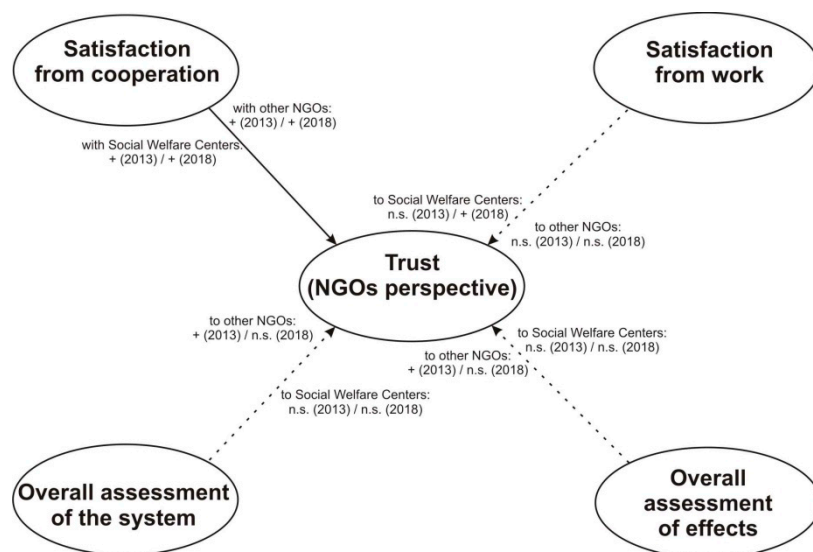 Satisfaction
from cooperation
Satisfaction
from work
with other NGOs:
+ (2013) / + (2018)
with Social Welfare Centers:
+ (2013) / + (2018)
to Social Welfare Centers:
n.s. (2013) / + (2018)
to other NGOs:
n.s. (2013) / n.s. (2018)
Trust
(NGOs perspective)
to other NGOs:
+ (2013) / n.s. (2018)
to Social Welfare Centers:
n.s. (2013) / n.s. (2018)
to other NGOs:
+ (2013) / n.s. (2018)
to Social Welfare Centers:
n.s. (2013) / n.s. (2018)
Overall assessment
of the system
Overall
assessment
of effects